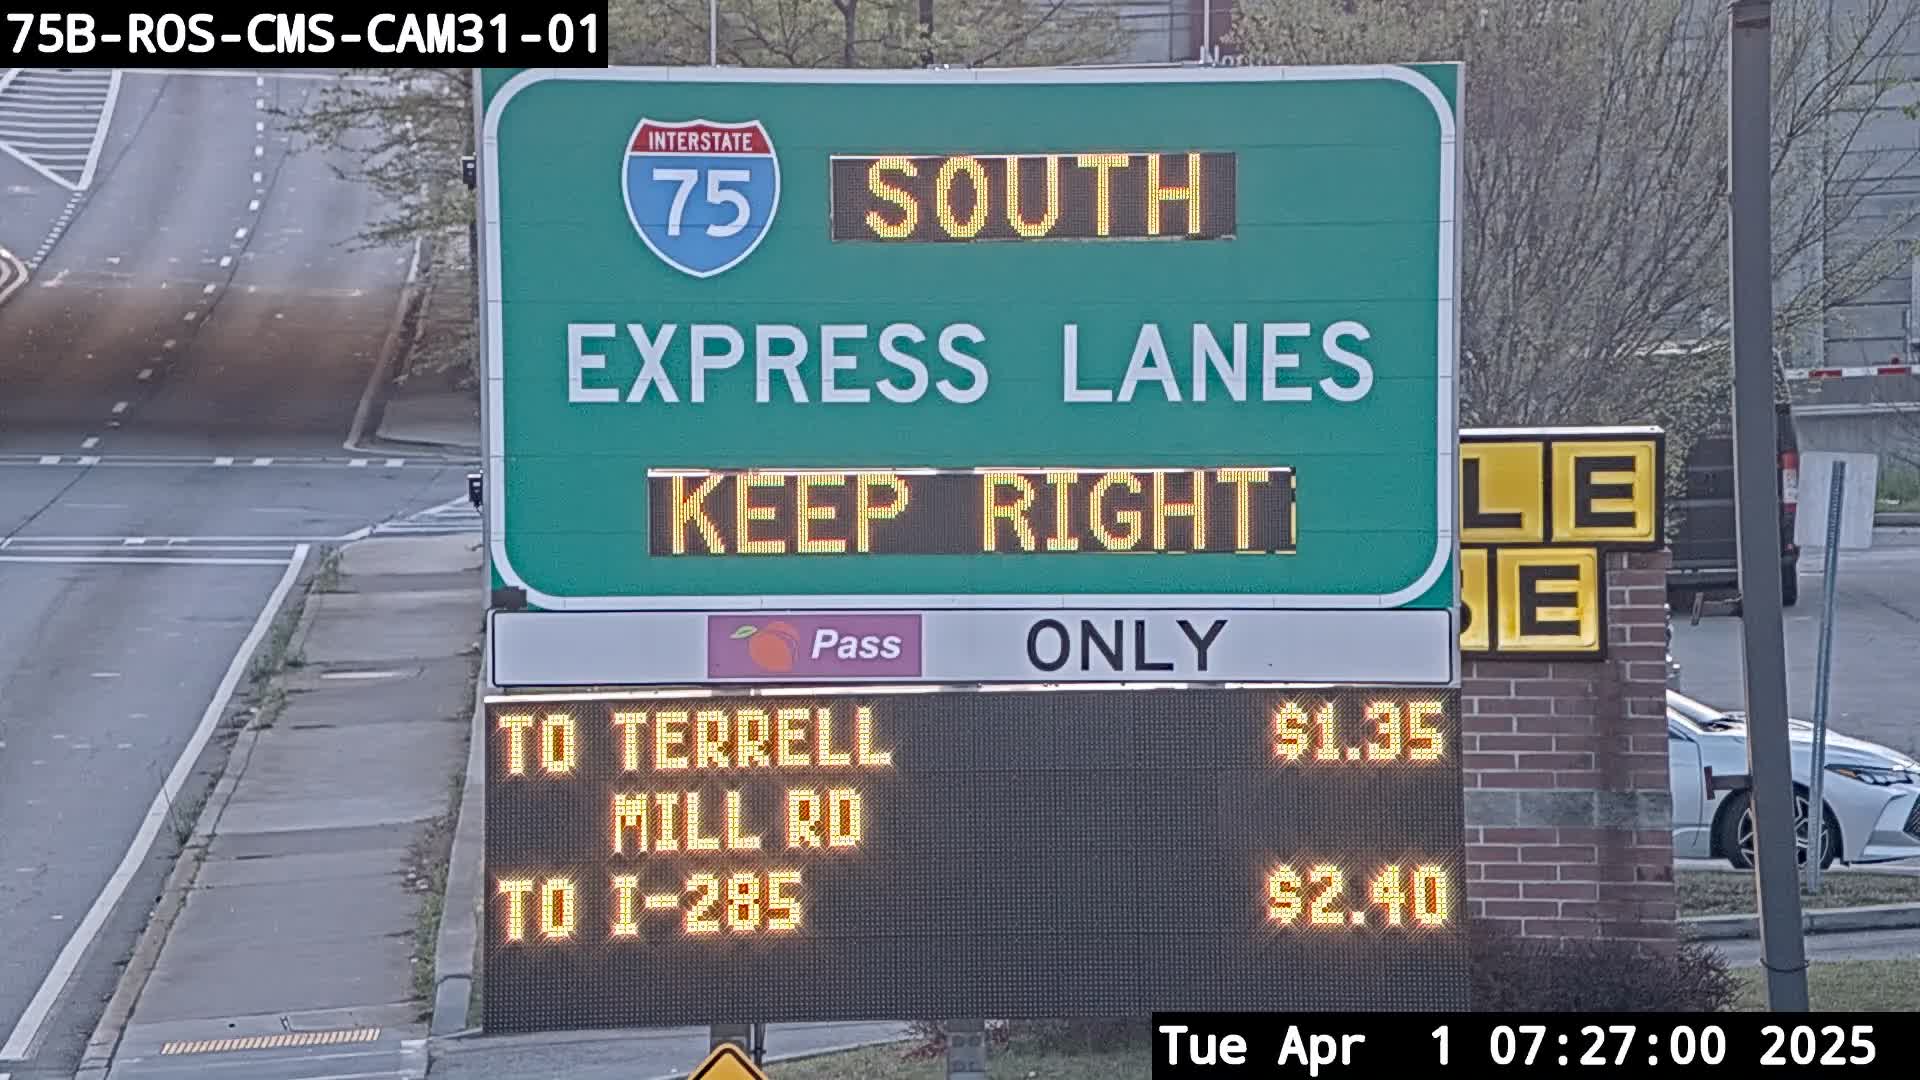 75B-ROS-CMS-CAM31-01
INTERSTATE
75
SOUTH
EXPRESS LANES
KEEP RIGHT
Pass ONLY
LE
E
TO TERRELL $1.35
MILL RD
TO I-285 $2.40
Tue Apr 1 07:27:00 2025